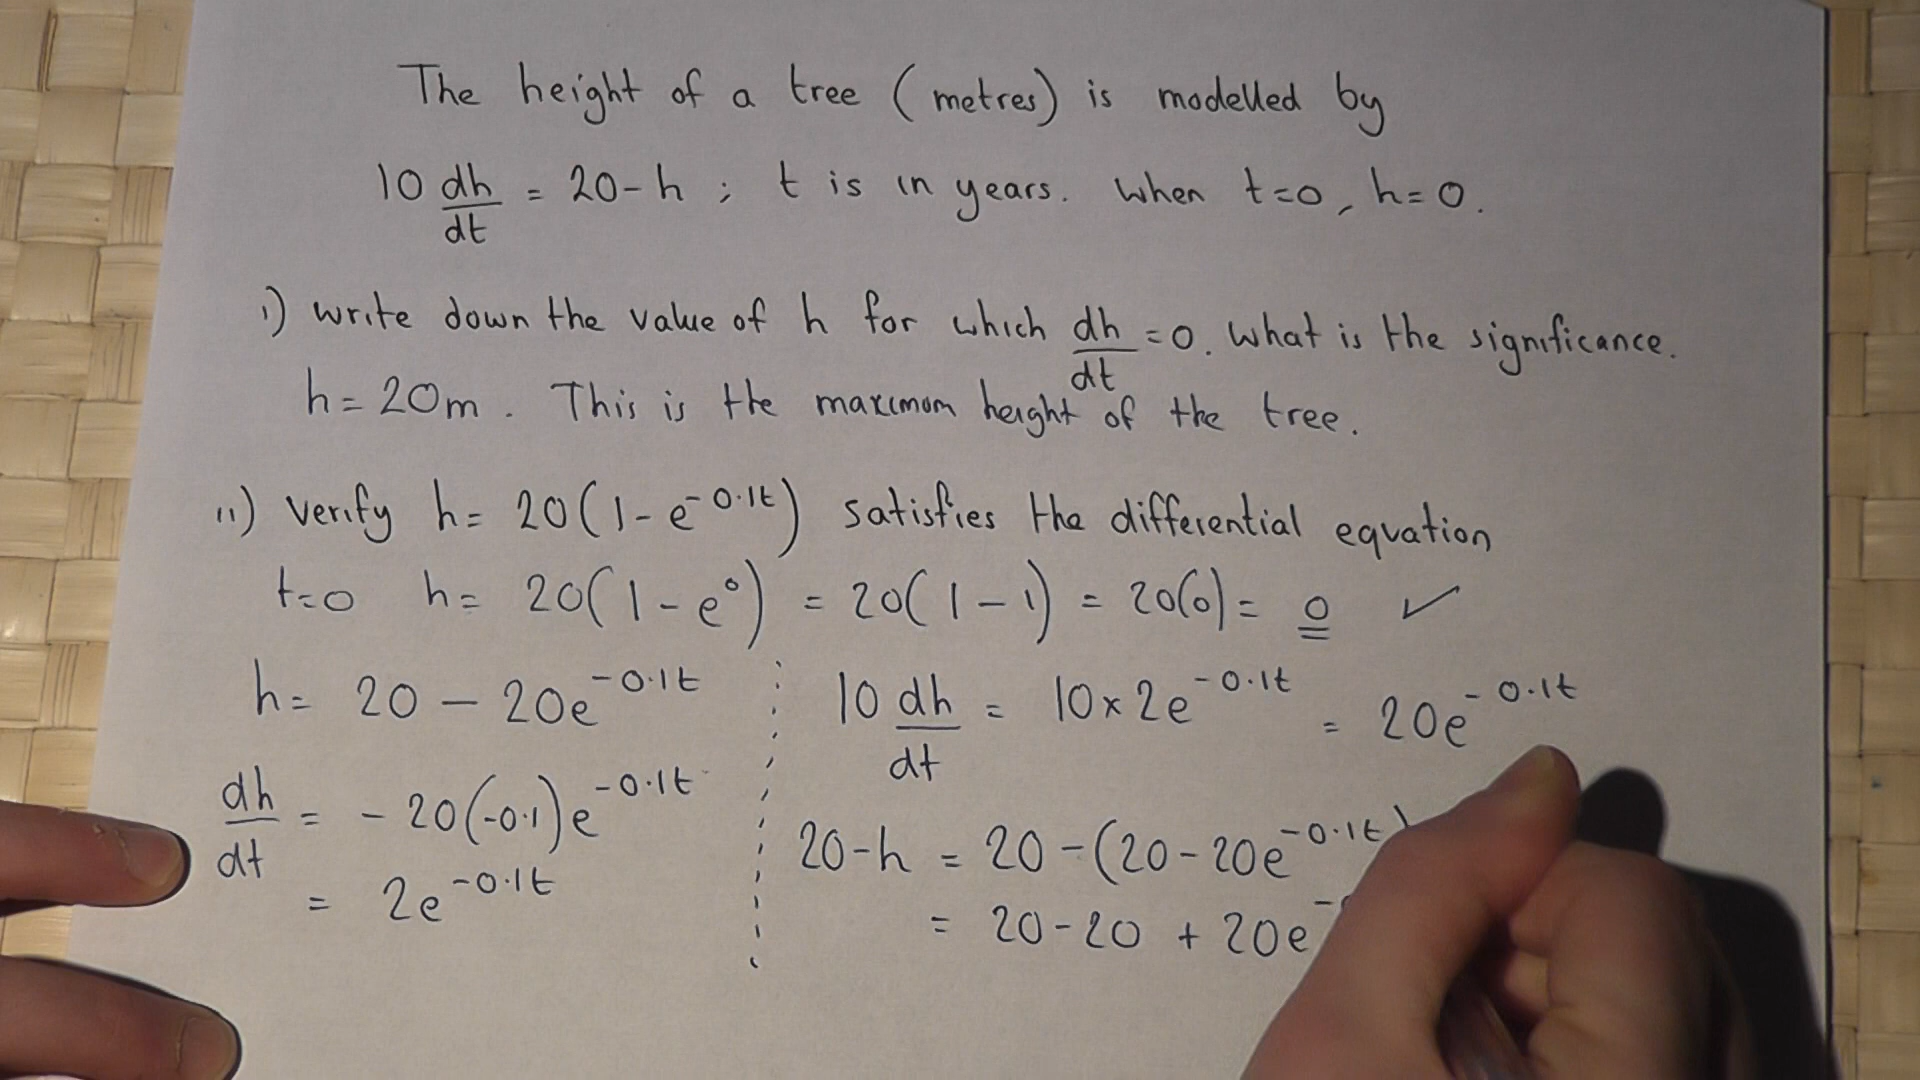 The height of a tree (metres) is modelled by
10 dh/dt = 20 - h ; t is in years. When t=0, h=0.
i) write down the value of h for which dh/dt = 0. What is the significance.
h = 20m. This is the maximum height of the tree.
ii) Verify h = 20(1 - e^-0.1t) satisfies the differential equation
t=0 h = 20(1 - e^0) = 20(1 - 1) = 20(0) = 0 ✓
h = 20 - 20e^-0.1t
dh/dt = -20(-0.1)e^-0.1t
= 2e^-0.1t
10 dh/dt = 10×2e^-0.1t = 20e^-0.1t
20-h = 20 - (20 - 20e^-0.1t)
= 20 - 20 + 20e^-